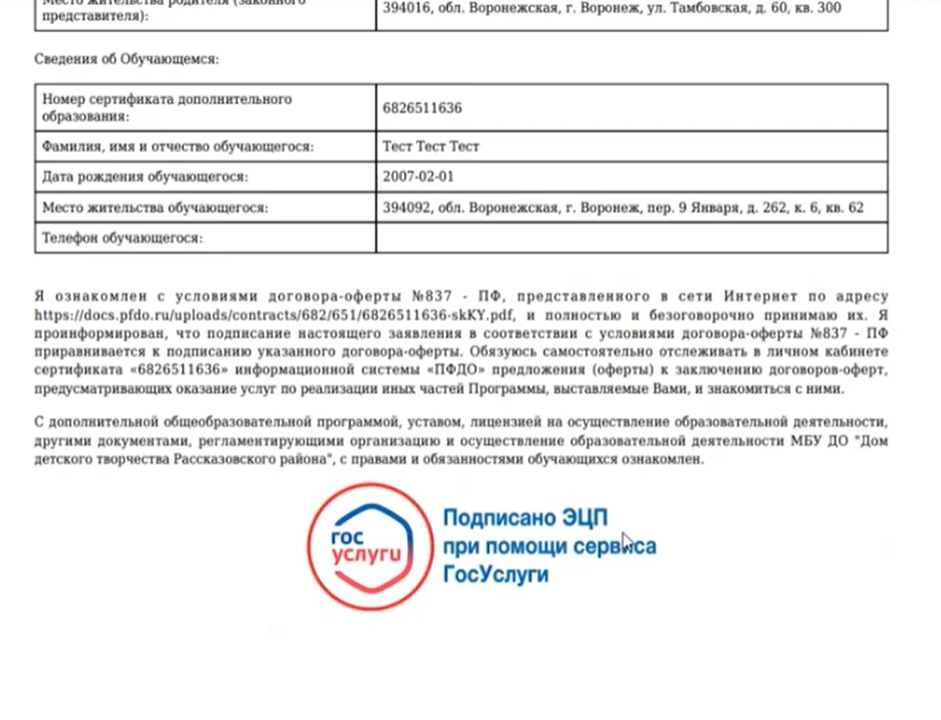 Место жительства родителя (законного
представителя):
394016, обл. Воронежская, г. Воронеж, ул. Тамбовская, д. 60, кв. 300
Сведения об Обучающемся:
Номер сертификата дополнительного
образования:
6826511636
Фамилия, имя и отчество обучающегося:
Тест Тест Тест
Дата рождения обучающегося:
2007-02-01
Место жительства обучающегося:
394092, обл. Воронежская, г. Воронеж, пер. 9 Января, д. 262, к. 6, кв. 62
Телефон обучающегося:
Я ознакомлен с условиями договора-оферты №837 - ПФ, представленного в сети Интернет по адресу
https://docs.pfdo.ru/uploads/contracts/682/651/6826511636-skKY.pdf, и полностью и безоговорочно принимаю их. Я
проинформирован, что подписание настоящего заявления в соответствии с условиями договора-оферты №837 - ПФ
приравнивается к подписанию указанного договора-оферты. Обязуюсь самостоятельно отслеживать в личном кабинете
сертификата «6826511636» информационной системы «ПФДО» предложения (оферты) к заключению договоров-оферт,
предусматривающих оказание услуг по реализации иных частей Программы, выставляемые Вами, и знакомиться с ними.
С дополнительной общеобразовательной программой, уставом, лицензией на осуществление образовательной деятельности,
другими документами, регламентирующими организацию и осуществление образовательной деятельности МБУ ДО "Дом
детского творчества Рассказовского района", с правами и обязанностями обучающихся ознакомлен.
гос
услуги
Подписано ЭЦП
при помощи сервиса
ГосУслуги